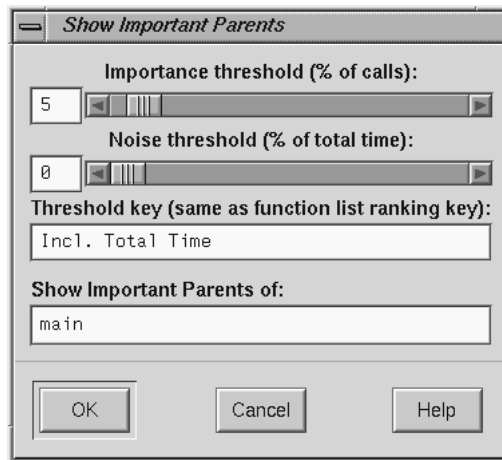 Show Important Parents
Importance threshold (% of calls):
5
Noise threshold (% of total time):
0
Threshold key (same as function list ranking key):
Incl. Total Time
Show Important Parents of:
main
OK Cancel Help